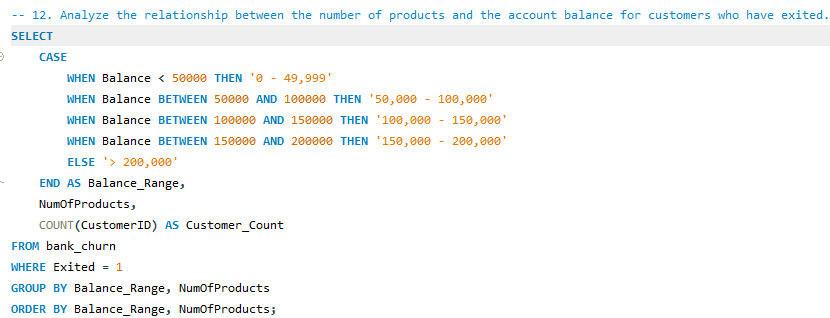 -- 12. Analyze the relationship between the number of products and the account balance for customers who have exited.
SELECT
CASE
WHEN Balance < 50000 THEN '0 - 49,999'
WHEN Balance BETWEEN 50000 AND 100000 THEN '50,000 - 100,000'
WHEN Balance BETWEEN 100000 AND 150000 THEN '100,000 - 150,000'
WHEN Balance BETWEEN 150000 AND 200000 THEN '150,000 - 200,000'
ELSE '> 200,000'
END AS Balance_Range,
NumOfProducts,
COUNT(CustomerID) AS Customer_Count
FROM bank_churn
WHERE Exited = 1
GROUP BY Balance_Range, NumOfProducts
ORDER BY Balance_Range, NumOfProducts;